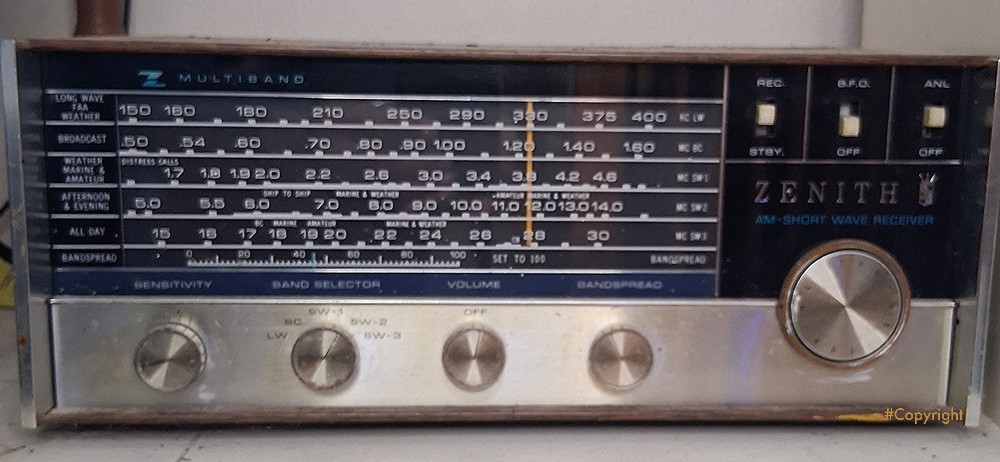 Z MULTIBAND
LONG WAVE FAA WEATHER 150 160 180 210 250 290 330 375 400 KC LW
BROADCAST .50 .54 .60 .70 .80 .90 1.00 1.20 1.40 1.60 MC BC
DISTRESS CALLS
WEATHER MARINE & AMATEUR 1.7 1.8 1.9 2.0 2.2 2.6 3.0 3.4 3.8 4.2 4.6 MC SW1
SHIP TO SHIP MARINE & WEATHER AMATEUR MARINE & WEATHER
AFTERNOON & EVENING 5.0 5.5 6.0 7.0 8.0 9.0 10.0 11.0 12.0 13.0 14.0 MC SW2
BC MARINE AMATEUR MARINE & WEATHER
ALL DAY 15 16 17 18 19 20 22 24 26 CB 28 30 MC SW3
BANDSPREAD 0 20 40 60 80 100 SET TO 100 BANDSPREAD
SENSITIVITY BAND SELECTOR VOLUME BANDSPREAD
LW BC SW-1 SW-2 SW-3
OFF
REC. B.F.O. ANL
STBY. OFF OFF
ZENITH
AM-SHORT WAVE RECEIVER
#Copyright